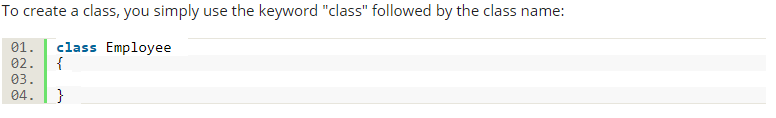 To create a class, you simply use the keyword "class" followed by the class name:
01. class Employee
02. {
03.
04. }